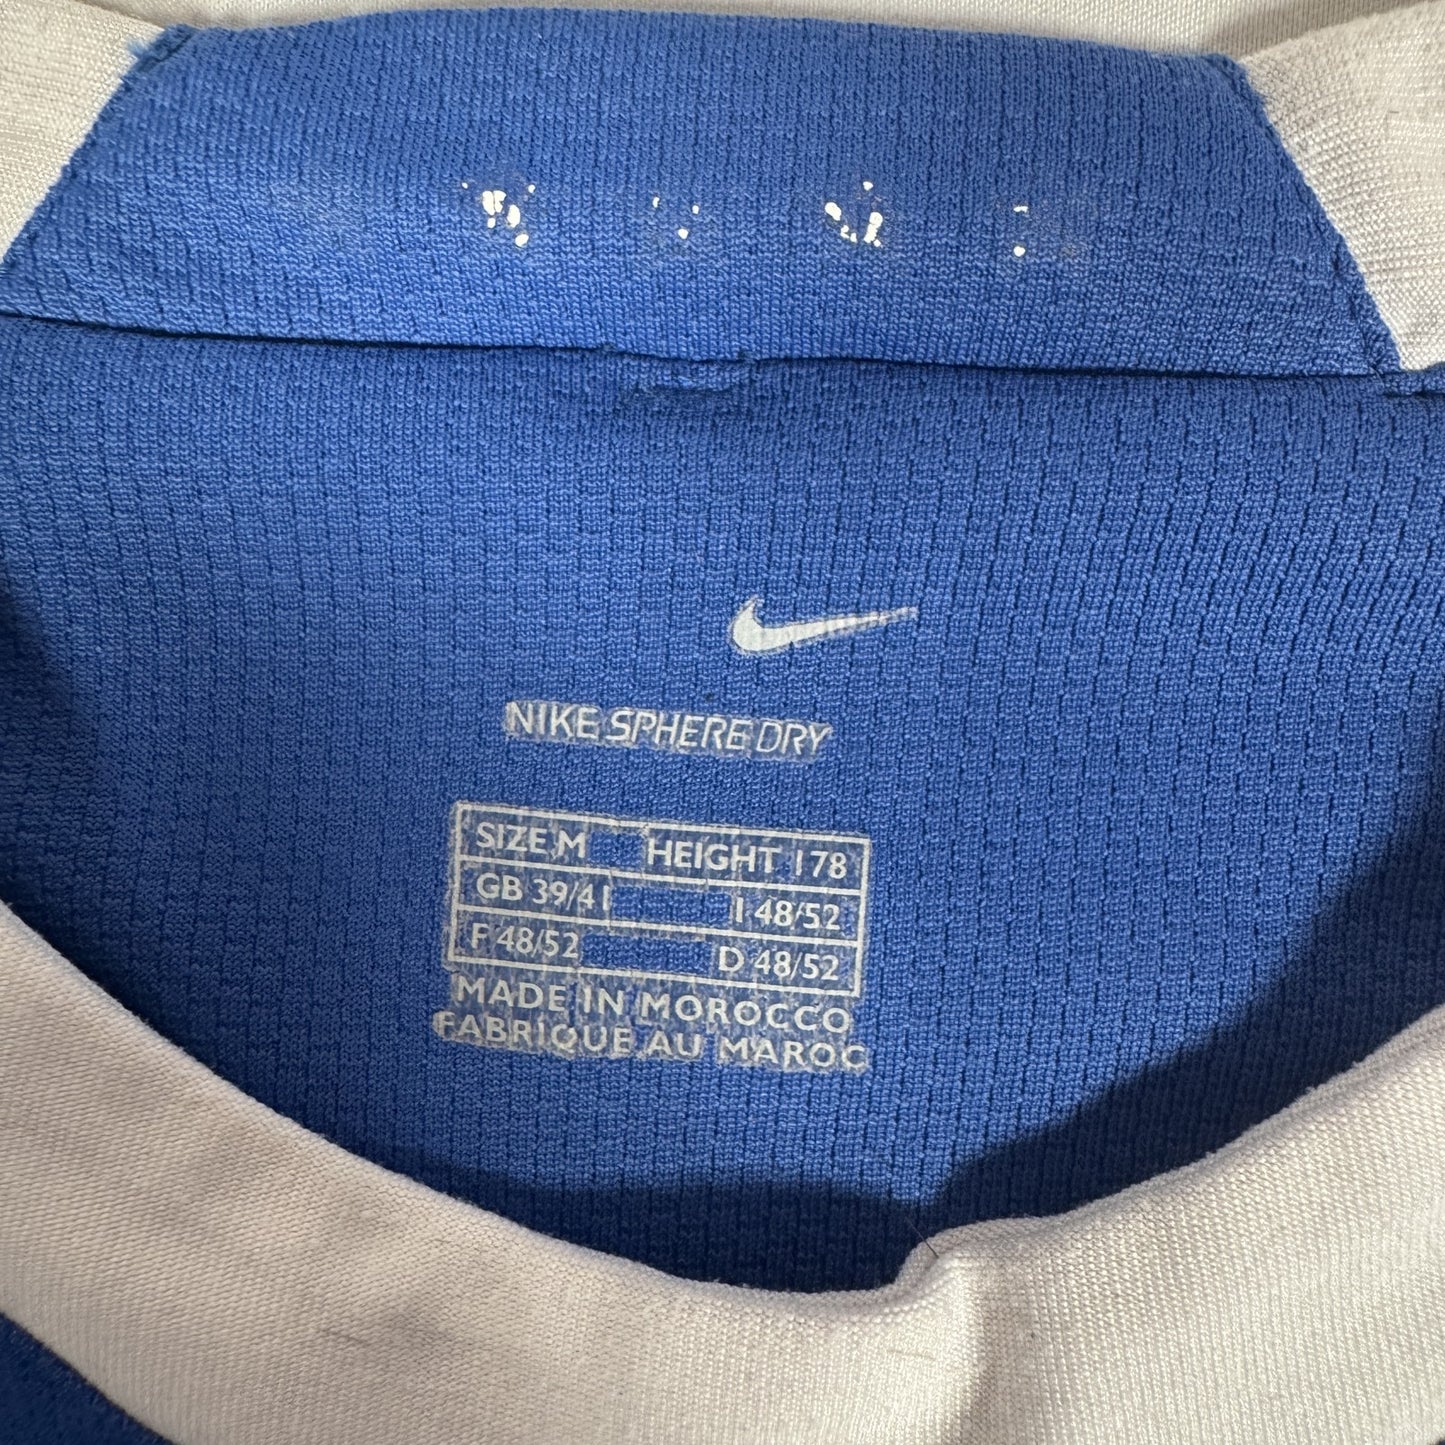 NIKE SPHERE DRY
SIZE M HEIGHT 178
GB 39/41 I 48/52
F 48/52 D 48/52
MADE IN MOROCCO
FABRIQUE AU MAROC